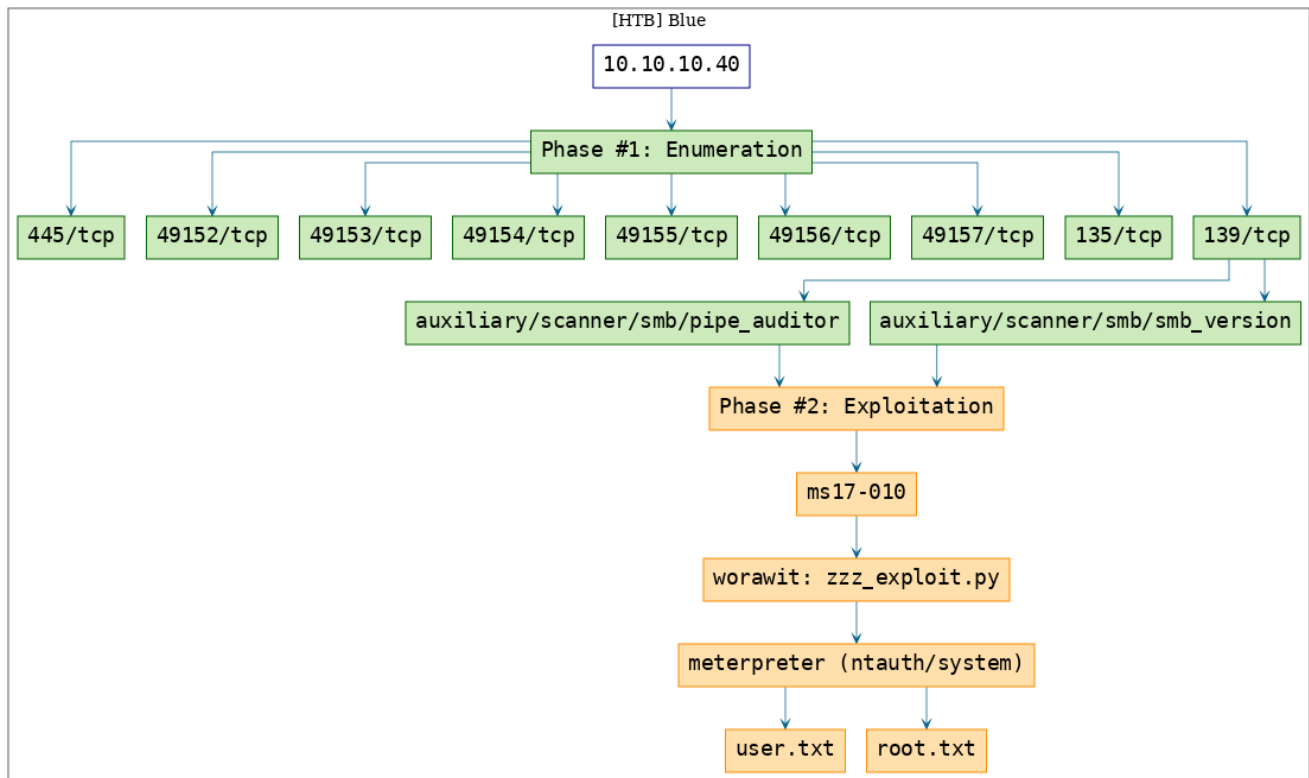 [HTB] Blue
10.10.10.40
Phase #1: Enumeration
445/tcp
49152/tcp
49153/tcp
49154/tcp
49155/tcp
49156/tcp
49157/tcp
135/tcp
139/tcp
auxiliary/scanner/smb/pipe_auditor
auxiliary/scanner/smb/smb_version
Phase #2: Exploitation
ms17-010
worawit: zzz_exploit.py
meterpreter (ntauth/system)
user.txt
root.txt